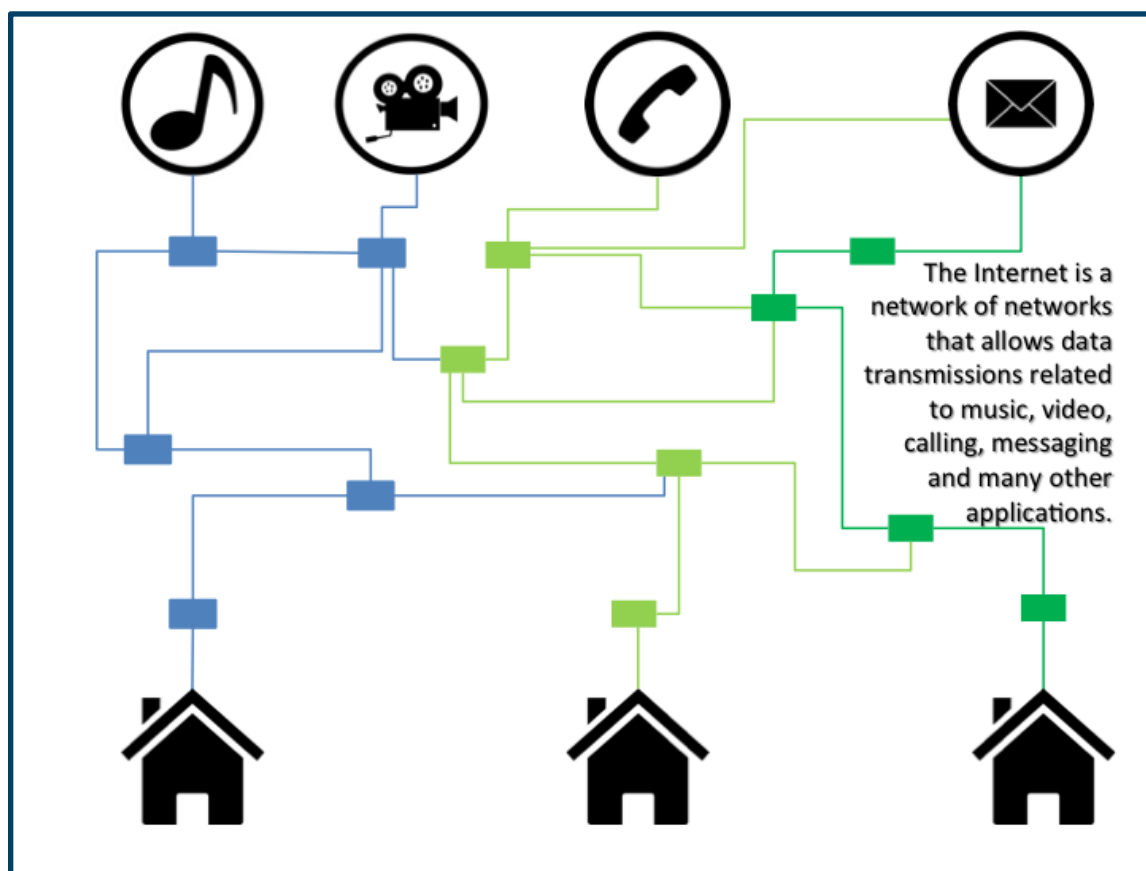 The Internet is a
network of networks
that allows data
transmissions related
to music, video,
calling, messaging
and many other
applications.